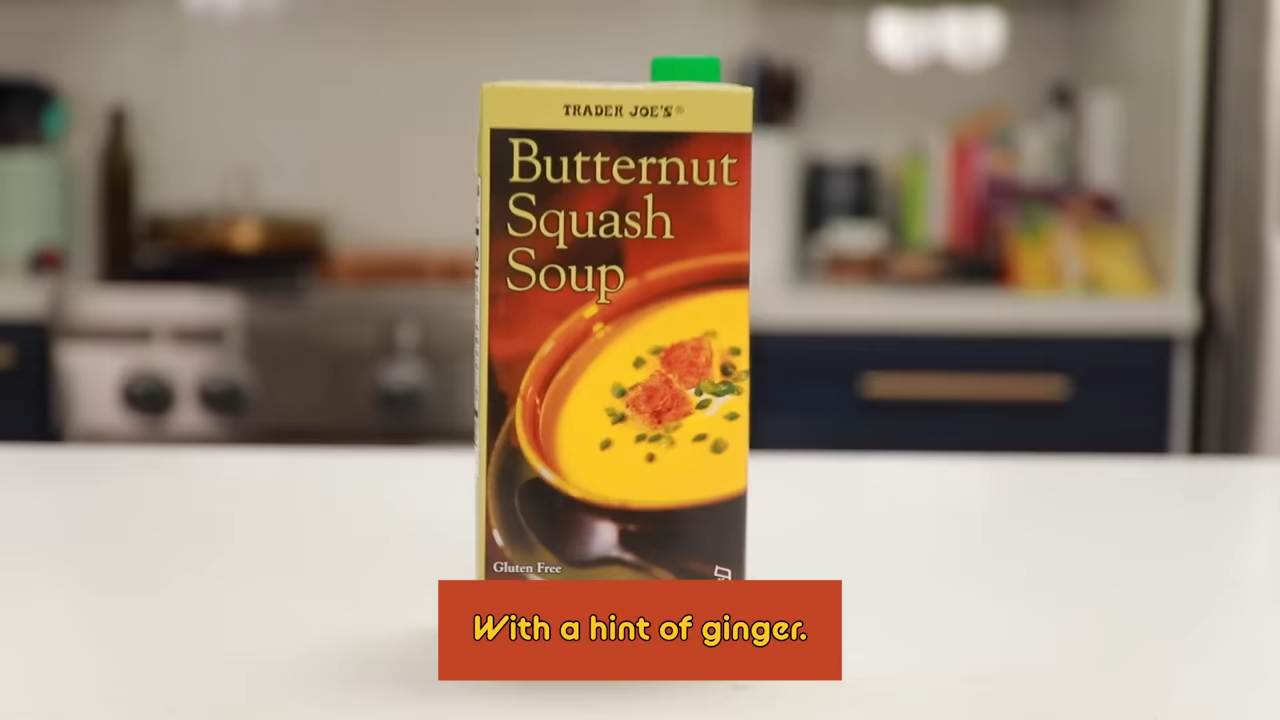 TRADER JOE'S®
Butternut
Squash
Soup
Gluten Free
With a hint of ginger.